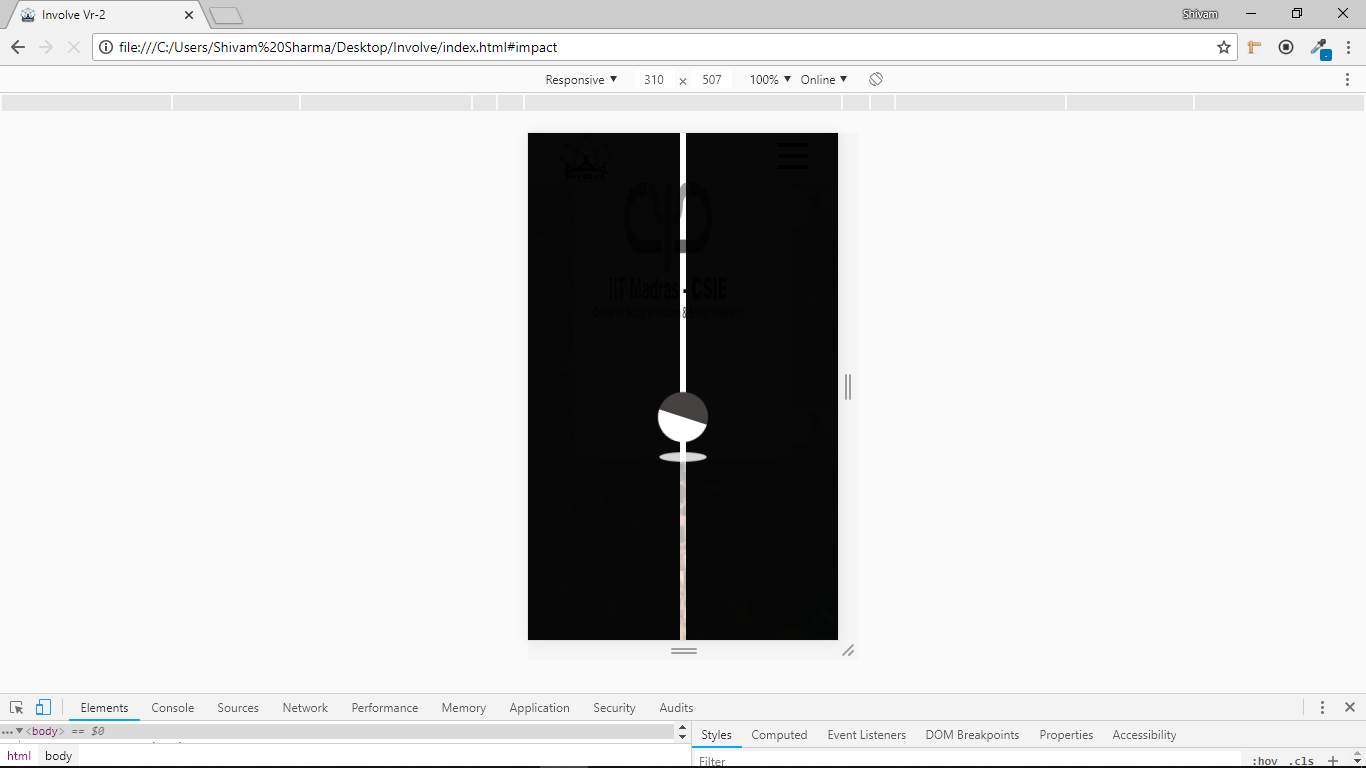 Involve Vr-2
Shivam
file:///C:/Users/Shivam%20Sharma/Desktop/Involve/index.html#impact
Responsive 310 × 507 100% Online
IIT Madras - CSIE
Elements Console Sources Network Performance Memory Application Security Audits
... <body> == $0
Styles Computed Event Listeners DOM Breakpoints Properties Accessibility
html body
Filter :hov .cls +